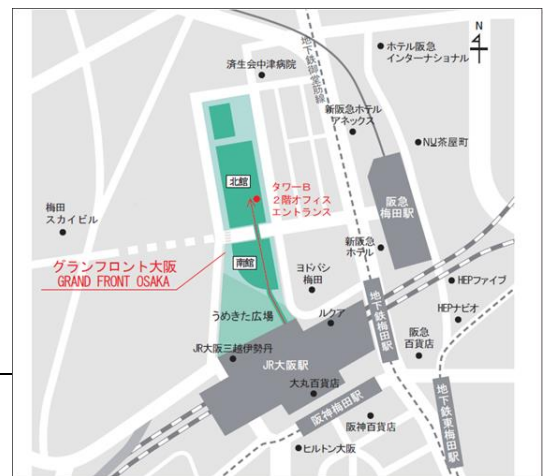 N
ホテル阪急
インターナショナル
済生会中津病院
地下鉄御堂筋線
新阪急ホテル
アネックス
NU茶屋町
北館
タワーB
2階オフィス
エントランス
阪急
梅田駅
梅田
スカイビル
新阪急
ホテル
グランフロント大阪
GRAND FRONT OSAKA
南館
ヨドバシ
梅田
HEPファイブ
うめきた広場
ルクア
地下鉄梅田駅
HEPナビオ
JR大阪三越伊勢丹
JR大阪駅
阪急
百貨店
大丸百貨店
阪神梅田駅
阪神百貨店
地下鉄東梅田駅
ヒルトン大阪